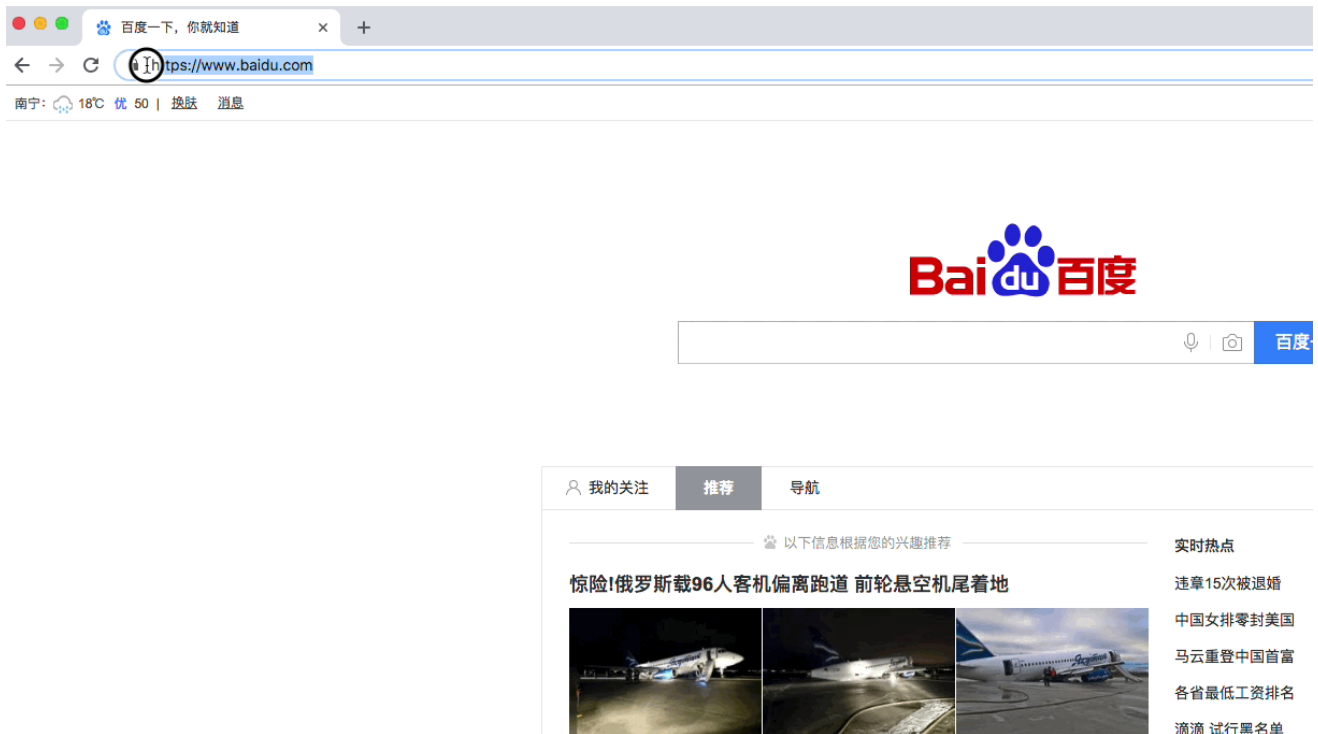 百度一下，你就知道
https://www.baidu.com
南宁： 18℃ 优 50 | 换肤 消息
Bai du 百度
百度一
我的关注 推荐 导航
以下信息根据您的兴趣推荐
惊险!俄罗斯载96人客机偏离跑道 前轮悬空机尾着地
实时热点
违章15次被退婚
中国女排零封美国
马云重登中国首富
各省最低工资排名
滴滴 试行黑名单